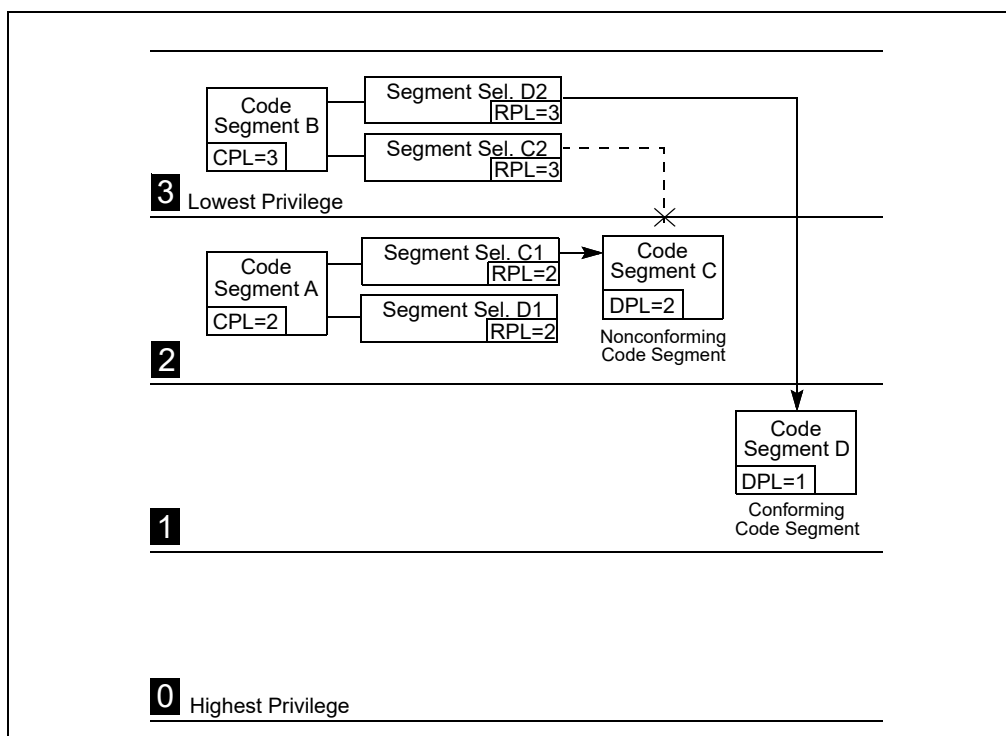 Code
Segment B
CPL=3
Segment Sel. D2
RPL=3
Segment Sel. C2
RPL=3
3 Lowest Privilege
Code
Segment A
CPL=2
Segment Sel. C1
RPL=2
Segment Sel. D1
RPL=2
Code
Segment C
DPL=2
Nonconforming
Code Segment
2
Code
Segment D
DPL=1
Conforming
Code Segment
1
0 Highest Privilege